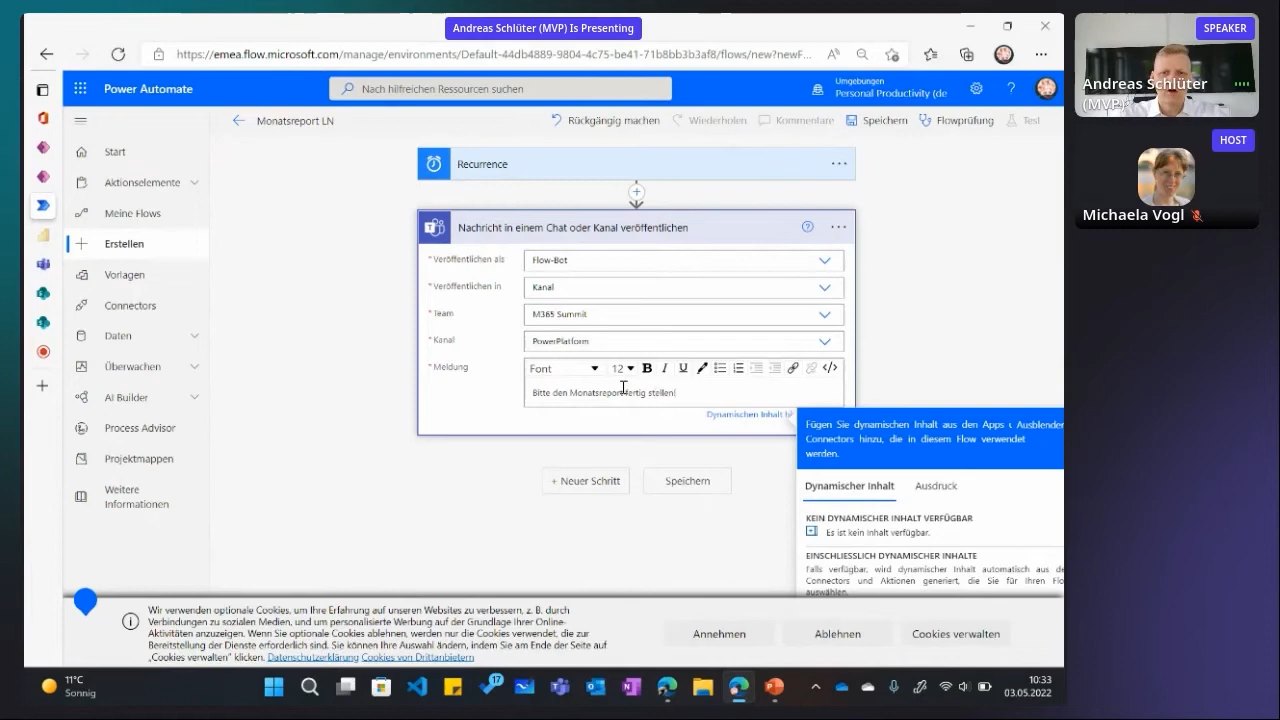 Andreas Schlüter (MVP) Is Presenting
https://emea.flow.microsoft.com/manage/environments/Default-44db4889-9804-4c75-be41-71b8bb3b3af8/flows/new?newF...
Power Automate
Nach hilfreichen Ressourcen suchen
Umgebungen
Personal Productivity (de
Monatsreport LN
Rückgängig machen
Wiederholen
Kommentare
Speichern
Flowprüfung
Test
Start
Aktionselemente
Meine Flows
Erstellen
Vorlagen
Connectors
Daten
Überwachen
AI Builder
Process Advisor
Projektmappen
Weitere
Informationen
Recurrence
Nachricht in einem Chat oder Kanal veröffentlichen
* Veröffentlichen als
Flow-Bot
* Veröffentlichen in
Kanal
* Team
M365 Summit
* Kanal
PowerPlatform
* Meldung
Font
12
B I U
</>
Bitte den Monatsreport fertig stellen
Dynamischen Inhalt
+ Neuer Schritt
Speichern
Fügen Sie dynamischen Inhalt aus den Apps u Ausblenden
Connectors hinzu, die in diesem Flow verwendet
werden.
Dynamischer Inhalt
Ausdruck
KEIN DYNAMISCHER INHALT VERFÜGBAR
Es ist kein Inhalt verfügbar.
EINSCHLIESSLICH DYNAMISCHER INHALTE
Falls verfügbar, wird dynamischer Inhalt automatisch aus de
Connectors und Aktionen generiert, die Sie für Ihren Flo
auswählen.
Wir verwenden optionale Cookies, um Ihre Erfahrung auf unseren Websites zu verbessern, z. B. durch
Verbindungen zu sozialen Medien, und um personalisierte Werbung auf der Grundlage Ihrer Online-
Aktivitäten anzuzeigen. Wenn Sie optionale Cookies ablehnen, werden nur die Cookies verwendet, die zur
Bereitstellung der Dienste erforderlich sind. Sie können Ihre Auswahl ändern, indem Sie am Ende der Seite auf
„Cookies verwalten" klicken. Datenschutzerklärung Cookies von Drittanbietern
Annehmen
Ablehnen
Cookies verwalten
11°C
Sonnig
17
10:33
03.05.2022
SPEAKER
Andreas Schlüter
(MVP)
HOST
Michaela Vogl